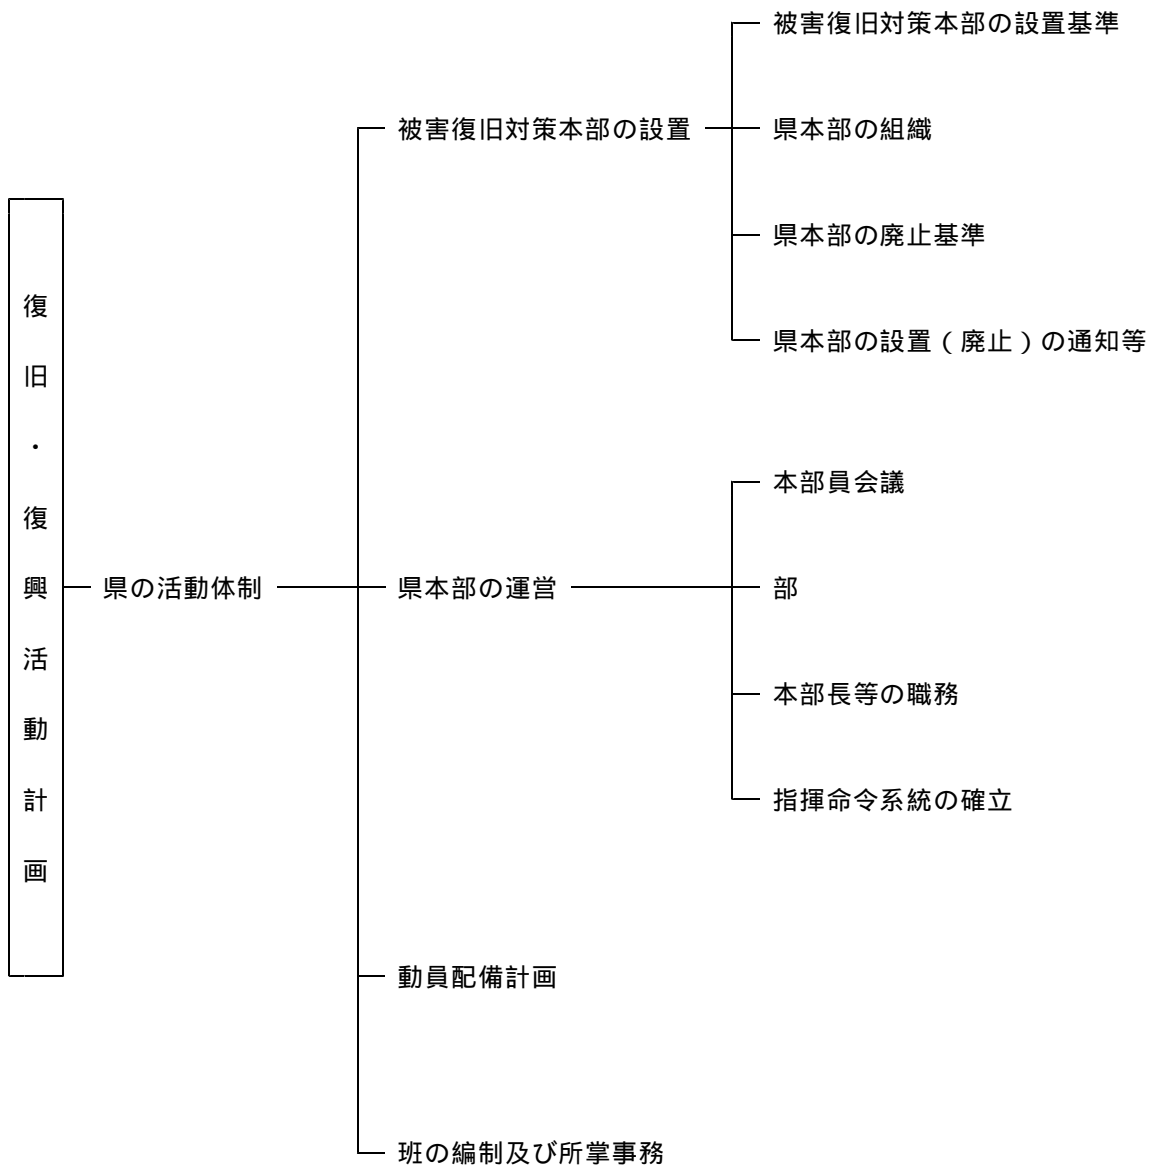 復旧・復興活動計画
県の活動体制
被害復旧対策本部の設置
被害復旧対策本部の設置基準
県本部の組織
県本部の廃止基準
県本部の設置（廃止）の通知等
県本部の運営
本部員会議
部
本部長等の職務
指揮命令系統の確立
動員配備計画
班の編制及び所掌事務